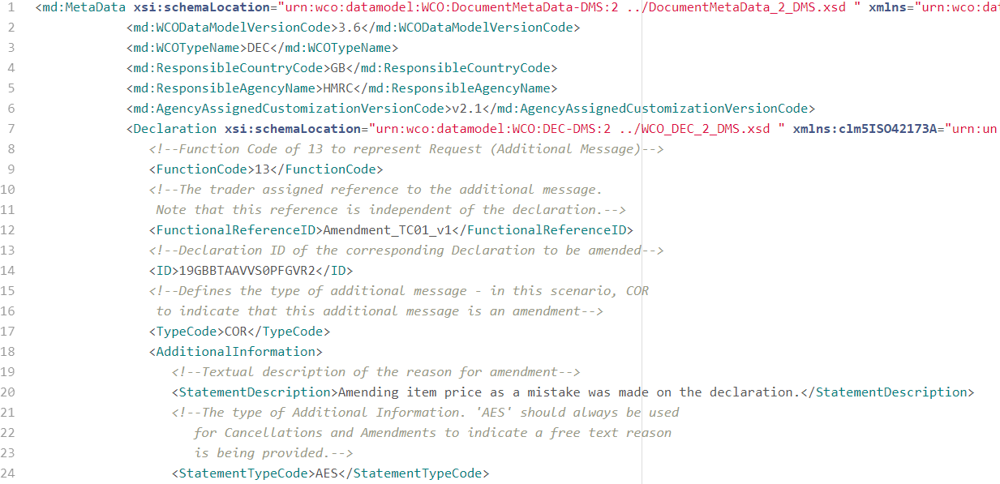 1 <md:MetaData xsi:schemaLocation="urn:wco:datamodel:WCO:DocumentMetaData-DMS:2 ../DocumentMetaData_2_DMS.xsd " xmlns="urn:wco:dat
2 <md:WCODataModelVersionCode>3.6</md:WCODataModelVersionCode>
3 <md:WCOTypeName>DEC</md:WCOTypeName>
4 <md:ResponsibleCountryCode>GB</md:ResponsibleCountryCode>
5 <md:ResponsibleAgencyName>HMRC</md:ResponsibleAgencyName>
6 <md:AgencyAssignedCustomizationVersionCode>v2.1</md:AgencyAssignedCustomizationVersionCode>
7 <Declaration xsi:schemaLocation="urn:wco:datamodel:WCO:DEC-DMS:2 ../WCO_DEC_2_DMS.xsd " xmlns:clm5ISO42173A="urn:un
8 <!--Function Code of 13 to represent Request (Additional Message)-->
9 <FunctionCode>13</FunctionCode>
10 <!--The trader assigned reference to the additional message.
11 Note that this reference is independent of the declaration.-->
12 <FunctionalReferenceID>Amendment_TC01_v1</FunctionalReferenceID>
13 <!--Declaration ID of the corresponding Declaration to be amended-->
14 <ID>19GBBTAAVVS0PFGVR2</ID>
15 <!--Defines the type of additional message - in this scenario, COR
16 to indicate that this additional message is an amendment-->
17 <TypeCode>COR</TypeCode>
18 <AdditionalInformation>
19 <!--Textual description of the reason for amendment-->
20 <StatementDescription>Amending item price as a mistake was made on the declaration.</StatementDescription>
21 <!--The type of Additional Information. 'AES' should always be used
22 for Cancellations and Amendments to indicate a free text reason
23 is being provided.-->
24 <StatementTypeCode>AES</StatementTypeCode>